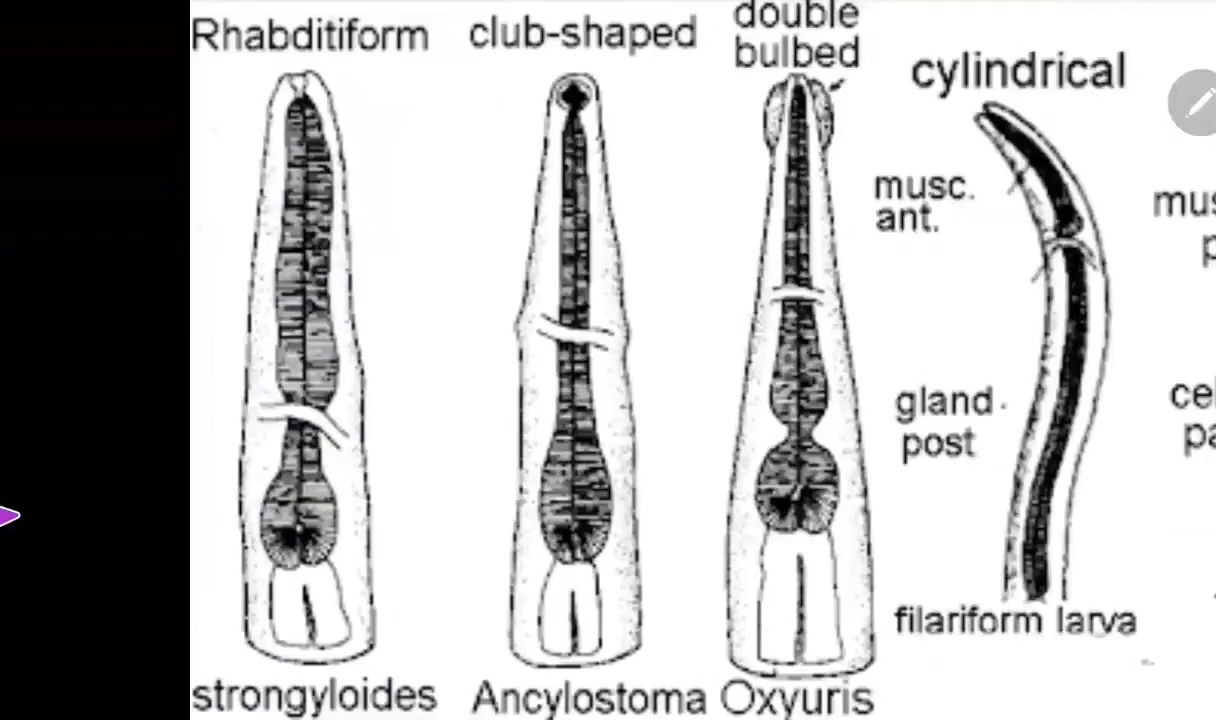 Rhabditiform
club-shaped
double
bulbed
cylindrical
musc.
ant.
gland
post
filariform larva
strongyloides
Ancylostoma
Oxyuris